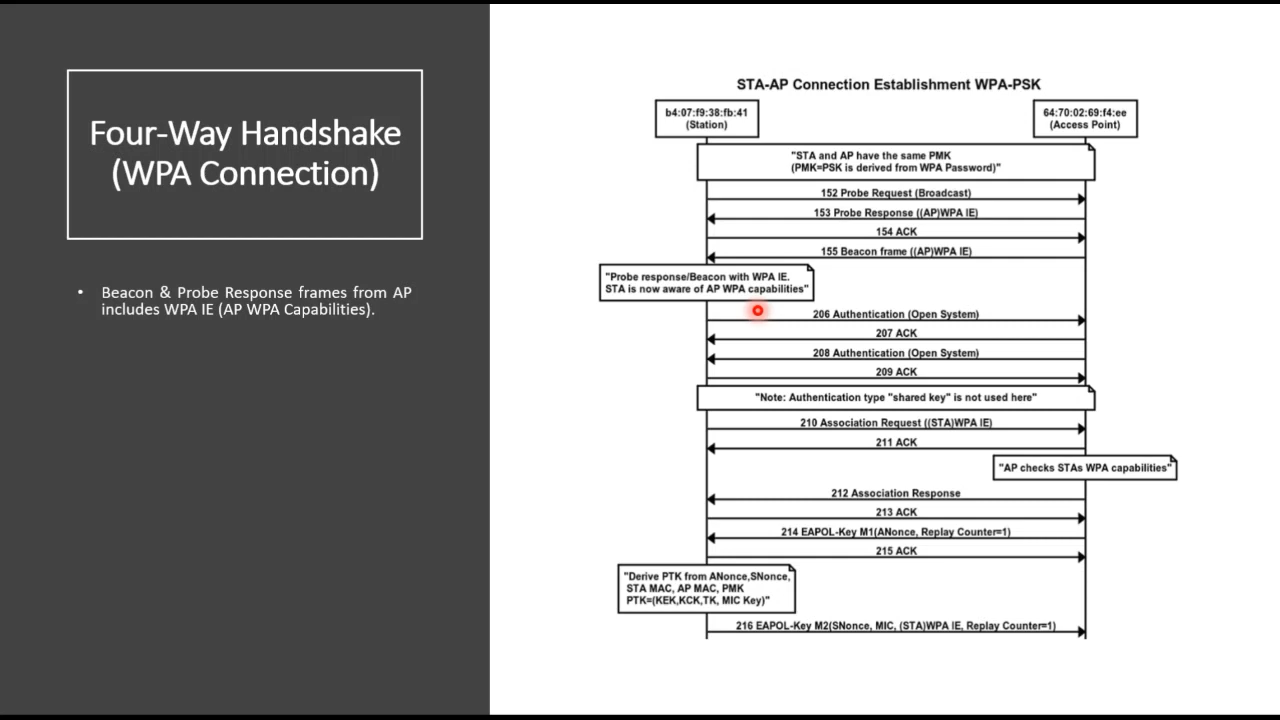 Four-Way Handshake
(WPA Connection)
• Beacon & Probe Response frames from AP
includes WPA IE (AP WPA Capabilities).
STA-AP Connection Establishment WPA-PSK
b4:07:f9:38:fb:41
(Station)
64:70:02:69:f4:ee
(Access Point)
"STA and AP have the same PMK
(PMK=PSK is derived from WPA Password)"
152 Probe Request (Broadcast)
153 Probe Response ((AP)WPA IE)
154 ACK
155 Beacon frame ((AP)WPA IE)
"Probe response/Beacon with WPA IE.
STA is now aware of AP WPA capabilities"
206 Authentication (Open System)
207 ACK
208 Authentication (Open System)
209 ACK
"Note: Authentication type "shared key" is not used here"
210 Association Request ((STA)WPA IE)
211 ACK
"AP checks STAs WPA capabilities"
212 Association Response
213 ACK
214 EAPOL-Key M1(ANonce, Replay Counter=1)
215 ACK
"Derive PTK from ANonce,SNonce,
STA MAC, AP MAC, PMK
PTK=(KEK,KCK,TK, MIC Key)"
216 EAPOL-Key M2(SNonce, MIC, (STA)WPA IE, Replay Counter=1)